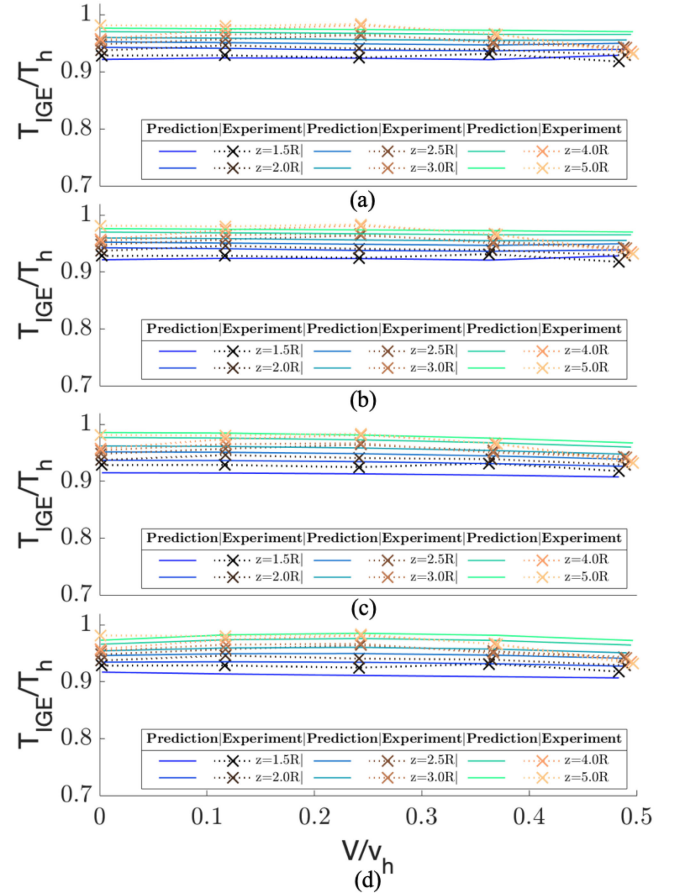 1
0.9
0.8
0.7
T_IGE/T_h
Prediction|Experiment|Prediction|Experiment|Prediction|Experiment
z=1.5R| z=2.5R| z=4.0R
z=2.0R| z=3.0R| z=5.0R
(a)
1
0.9
0.8
0.7
T_IGE/T_h
Prediction|Experiment|Prediction|Experiment|Prediction|Experiment
z=1.5R| z=2.5R| z=4.0R
z=2.0R| z=3.0R| z=5.0R
(b)
1
0.9
0.8
0.7
T_IGE/T_h
Prediction|Experiment|Prediction|Experiment|Prediction|Experiment
z=1.5R| z=2.5R| z=4.0R
z=2.0R| z=3.0R| z=5.0R
(c)
1
0.9
0.8
0.7
T_IGE/T_h
Prediction|Experiment|Prediction|Experiment|Prediction|Experiment
z=1.5R| z=2.5R| z=4.0R
z=2.0R| z=3.0R| z=5.0R
0 0.1 0.2 0.3 0.4 0.5
V/v_h
(d)